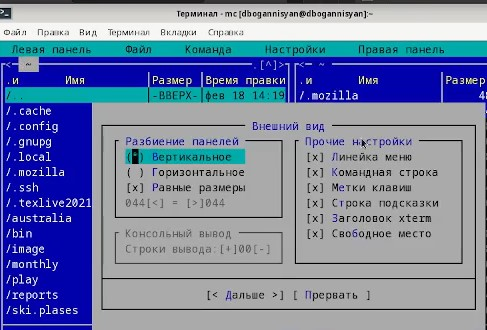 Терминал - mc [dbogannisyan@dbogannisyan]:~
Файл Правка Вид Терминал Вкладки Справка
Левая панель Файл Команда Настройки Правая панель
<─ ~ .[^]> <─ ~
.и Имя Размер Время правки .и Имя Размер
/.. -ВВЕРХ- фев 18 14:19 /.mozilla 4
/.cache
/.config
/.gnupg
/.local
/.mozilla
/.ssh
/.texlive2021
/australia
/bin
/image
/monthly
/play
/reports
/ski.plases
Внешний вид
Разбиение панелей
(*) Вертикальное
( ) Горизонтальное
[x] Равные размеры
044[<] = [>]044
Консольный вывод
Строки вывода:[+]00[-]
Прочие настройки
[x] Линейка меню
[x] Командная строка
[x] Метки клавиш
[x] Строка подсказки
[x] Заголовок xterm
[x] Свободное место
[< Дальше >] [ Прервать ]